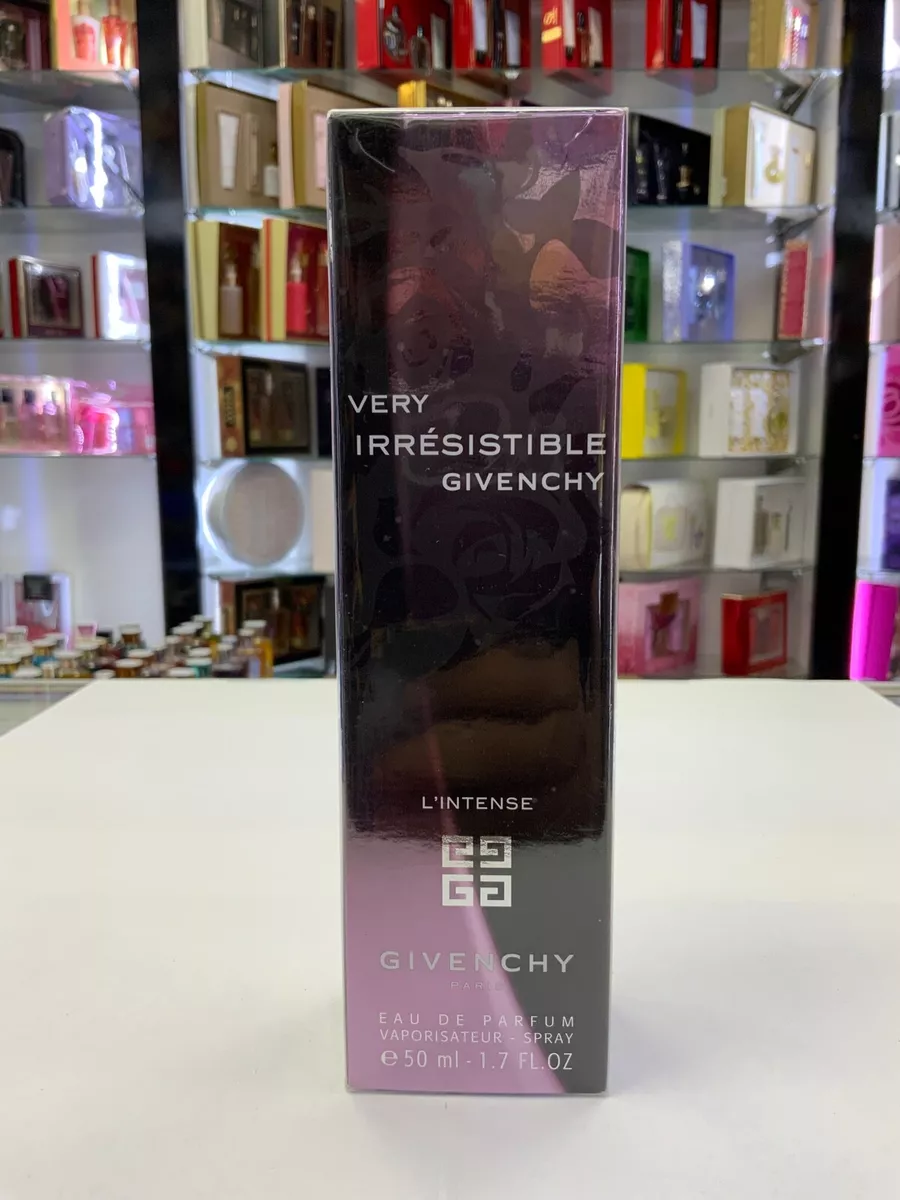 VERY
IRRÉSISTIBLE
GIVENCHY
L'INTENSE
GIVENCHY
PARIS
EAU DE PARFUM
VAPORISATEUR - SPRAY
℮50 ml - 1.7 FL.OZ